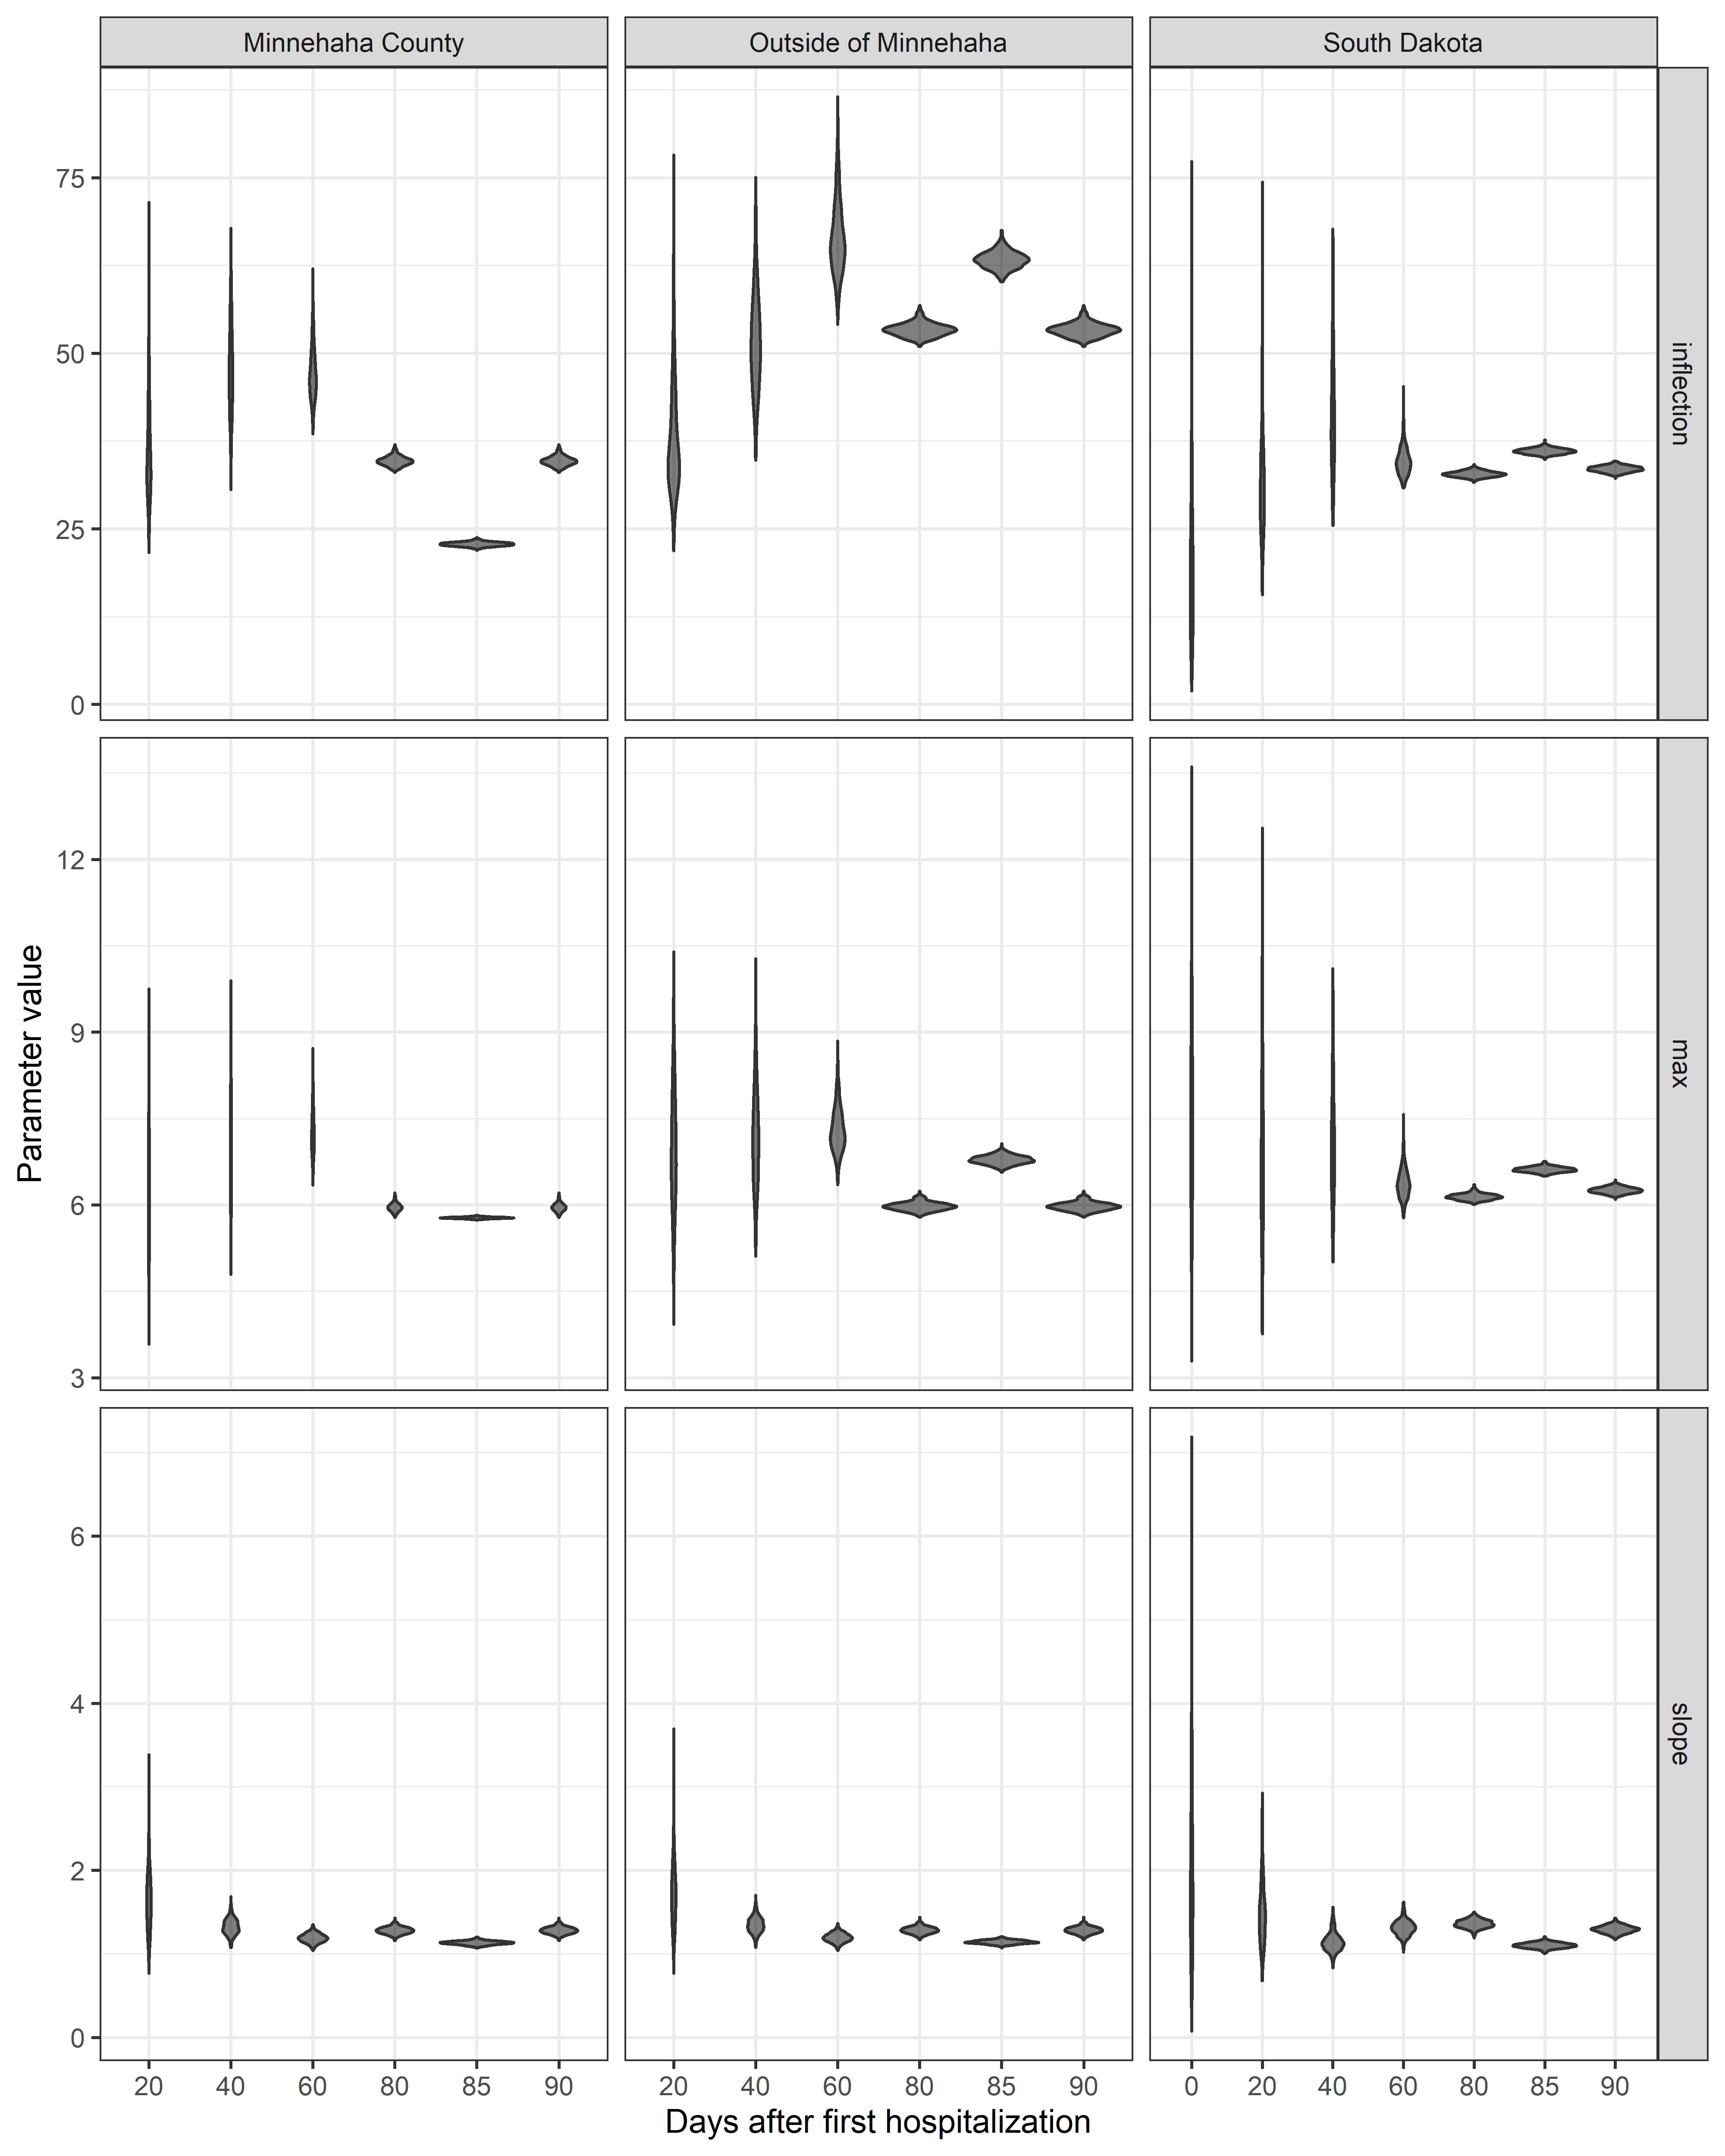 Minnehaha County
Outside of Minnehaha
South Dakota
75
50
25
0
inflection
Parameter value
12
9
6
3
max
6
4
2
0
slope
20 40 60 80 85 90
20 40 60 80 85 90
0 20 40 60 80 85 90
Days after first hospitalization